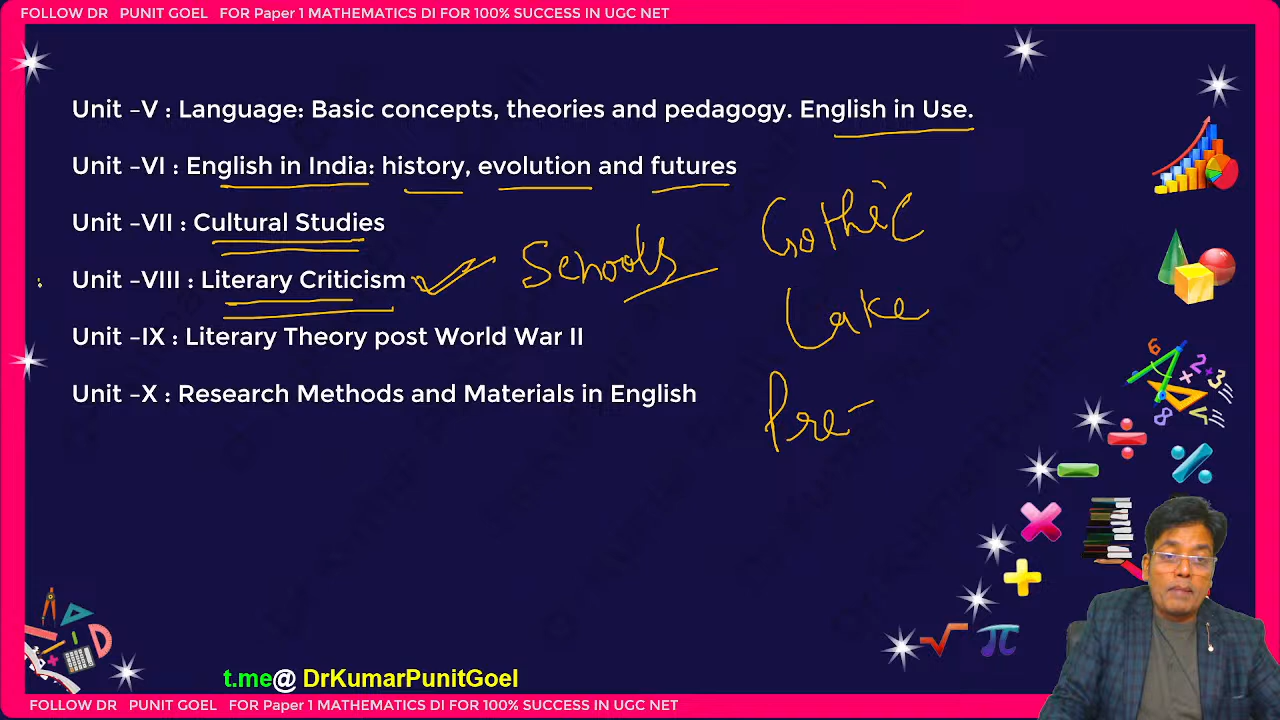 FOLLOW DR PUNIT GOEL FOR Paper 1 MATHEMATICS DI FOR 100% SUCCESS IN UGC NET
Unit -V : Language: Basic concepts, theories and pedagogy. English in Use.
Unit -VI : English in India: history, evolution and futures
Unit -VII : Cultural Studies
Unit -VIII : Literary Criticism
Unit -IX : Literary Theory post World War II
Unit -X : Research Methods and Materials in English
Schools
Gothic
Lake
Pre-
6
2+3
8
t.me@ DrKumarPunitGoel
FOLLOW DR PUNIT GOEL FOR Paper 1 MATHEMATICS DI FOR 100% SUCCESS IN UGC NET